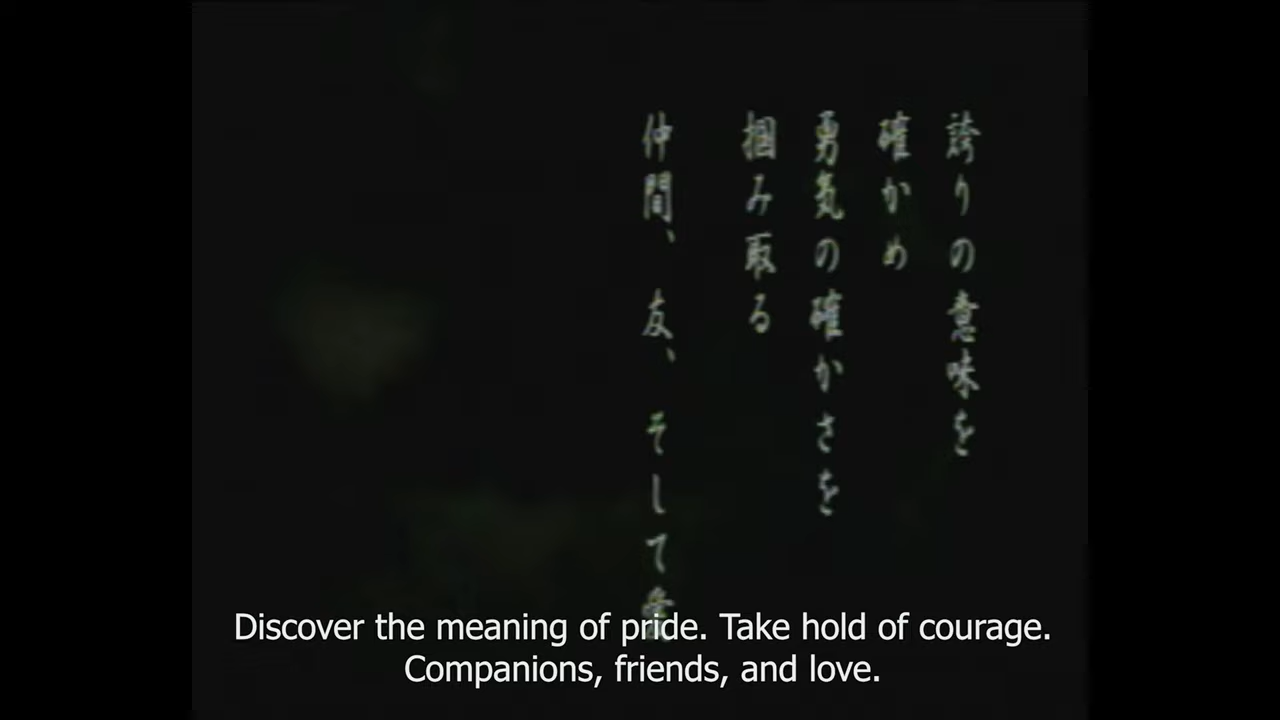 誇りの意味を
確かめ
勇気の確かさを
掴み取る
仲間、友、そして愛
Discover the meaning of pride. Take hold of courage.
Companions, friends, and love.